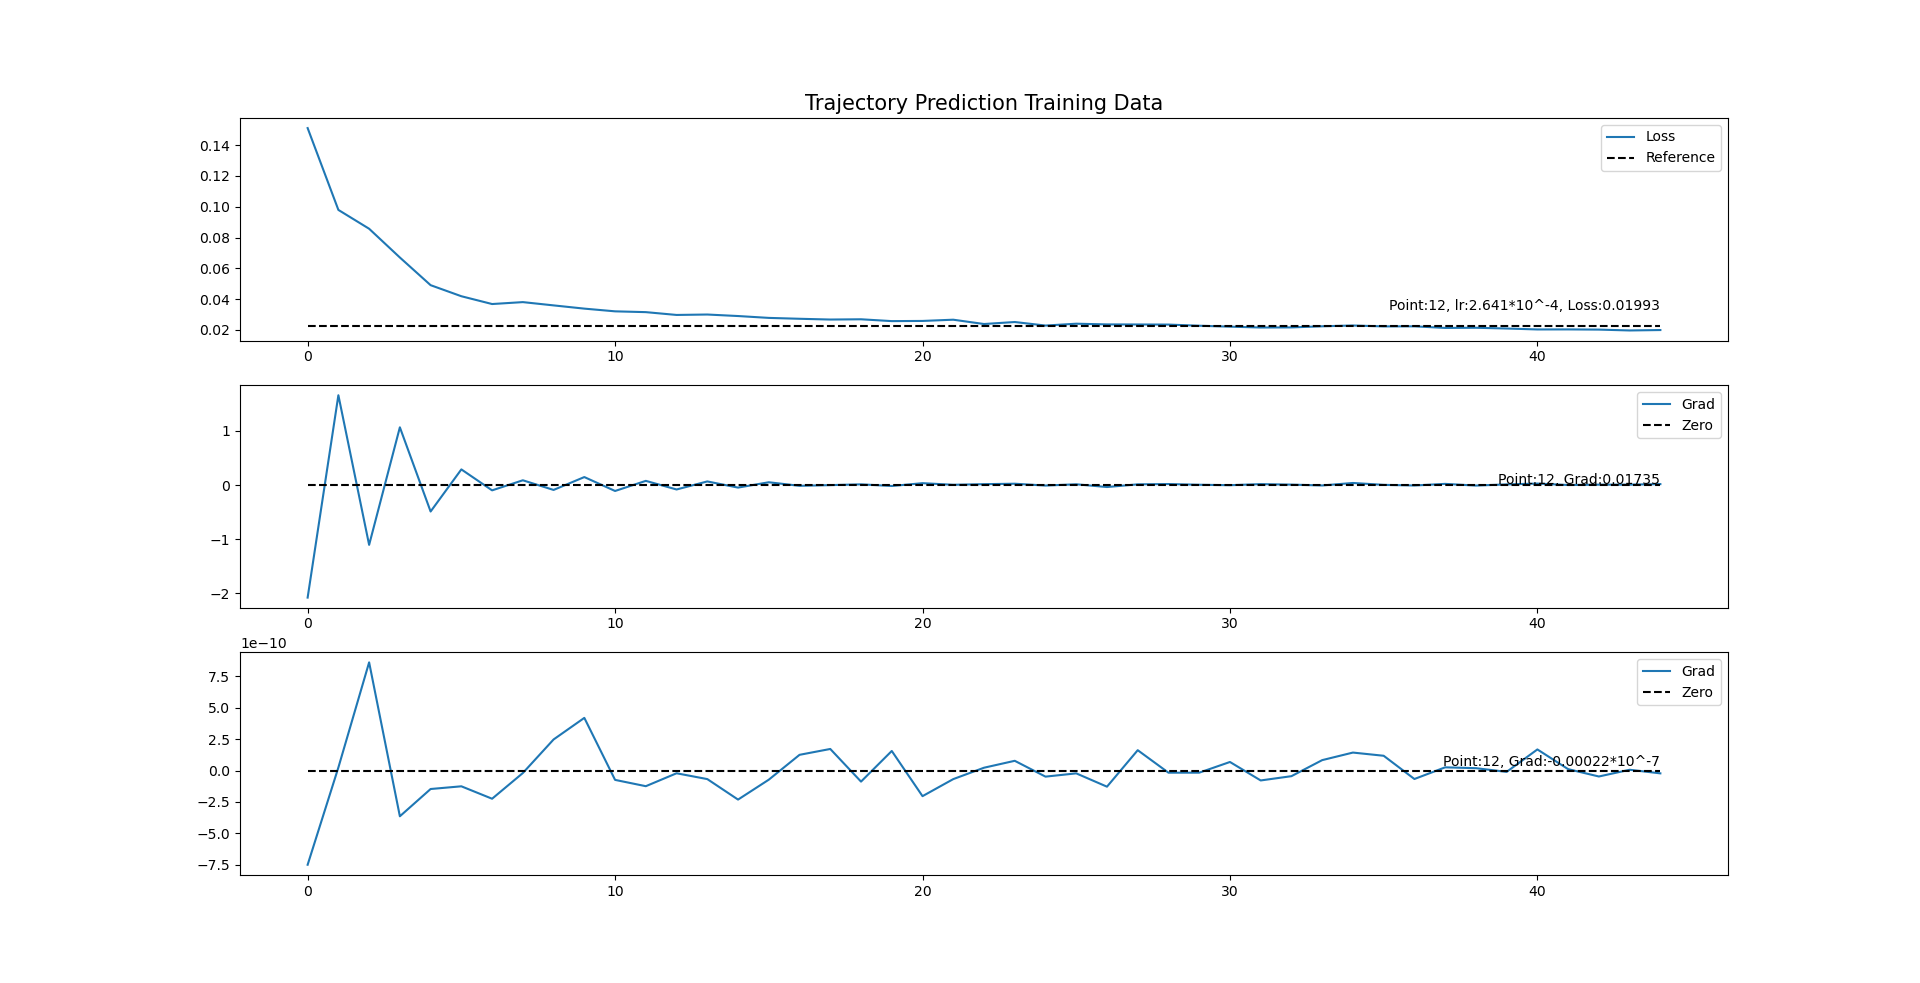 Trajectory Prediction Training Data
0.14
0.12
0.10
0.08
0.06
0.04
0.02
Loss
Reference
Point:12, lr:2.641*10^-4, Loss:0.01993
0 10 20 30 40
1
0
−1
−2
Grad
Zero
Point:12, Grad:0.01735
0 10 20 30 40
1e−10
7.5
5.0
2.5
0.0
−2.5
−5.0
−7.5
Grad
Zero
Point:12, Grad:-0.00022*10^-7
0 10 20 30 40